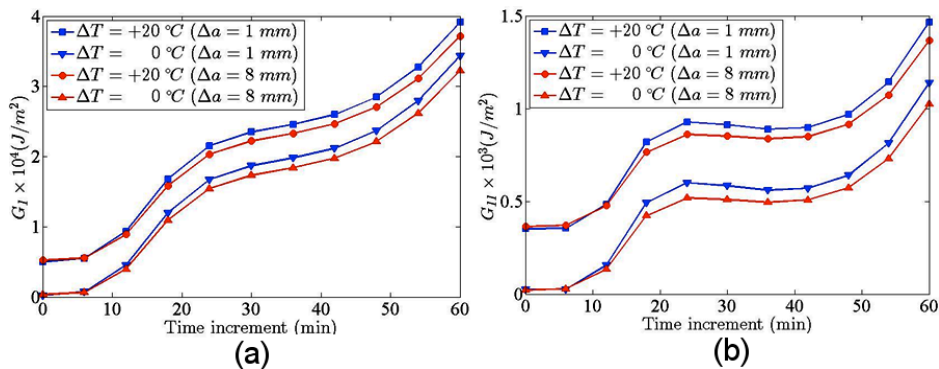 (a)
4
3
2
1
0
G_I × 10^4 (J/m^2)
ΔT = +20 °C (Δa = 1 mm)
ΔT = 0 °C (Δa = 1 mm)
ΔT = +20 °C (Δa = 8 mm)
ΔT = 0 °C (Δa = 8 mm)
0 10 20 30 40 50 60
Time increment (min)
(b)
1.5
1
0.5
0
G_II × 10^3 (J/m^2)
ΔT = +20 °C (Δa = 1 mm)
ΔT = 0 °C (Δa = 1 mm)
ΔT = +20 °C (Δa = 8 mm)
ΔT = 0 °C (Δa = 8 mm)
0 10 20 30 40 50 60
Time increment (min)